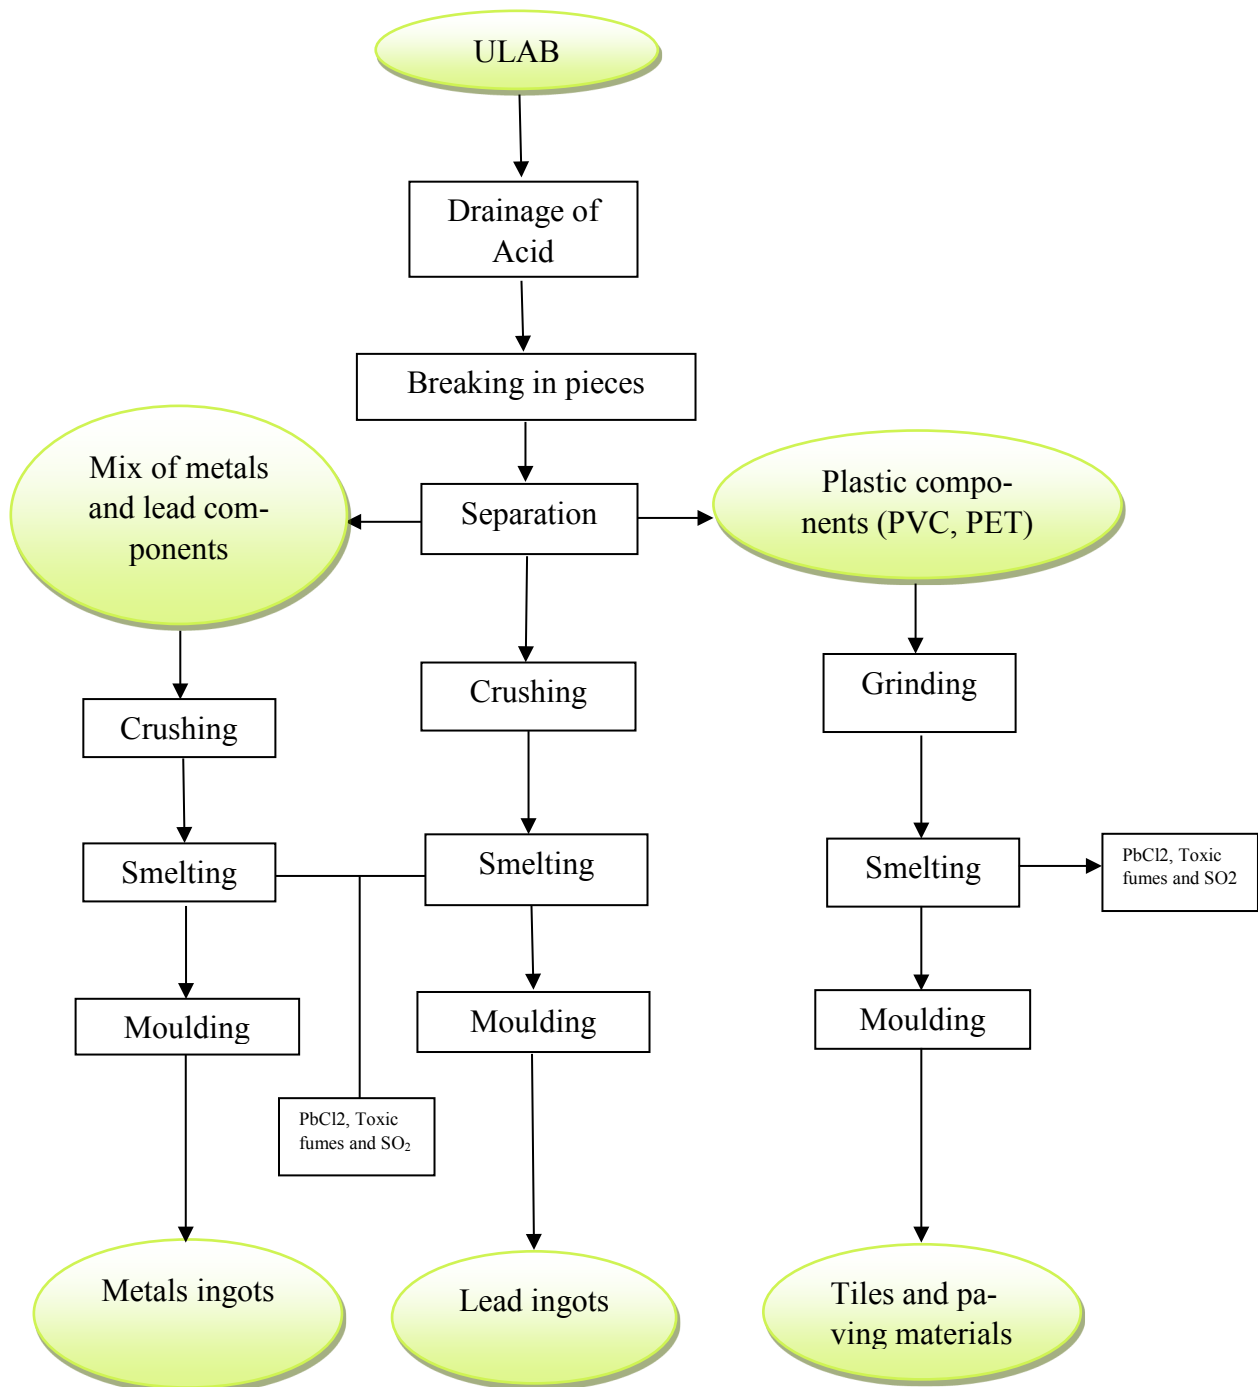 ULAB
Drainage of
Acid
Breaking in pieces
Mix of metals
and lead com-
ponents
Separation
Plastic compo-
nents (PVC, PET)
Crushing
Crushing
Grinding
Smelting
Smelting
Smelting
PbCl2, Toxic
fumes and SO2
Moulding
Moulding
Moulding
PbCl2, Toxic
fumes and SO₂
Metals ingots
Lead ingots
Tiles and pa-
ving materials